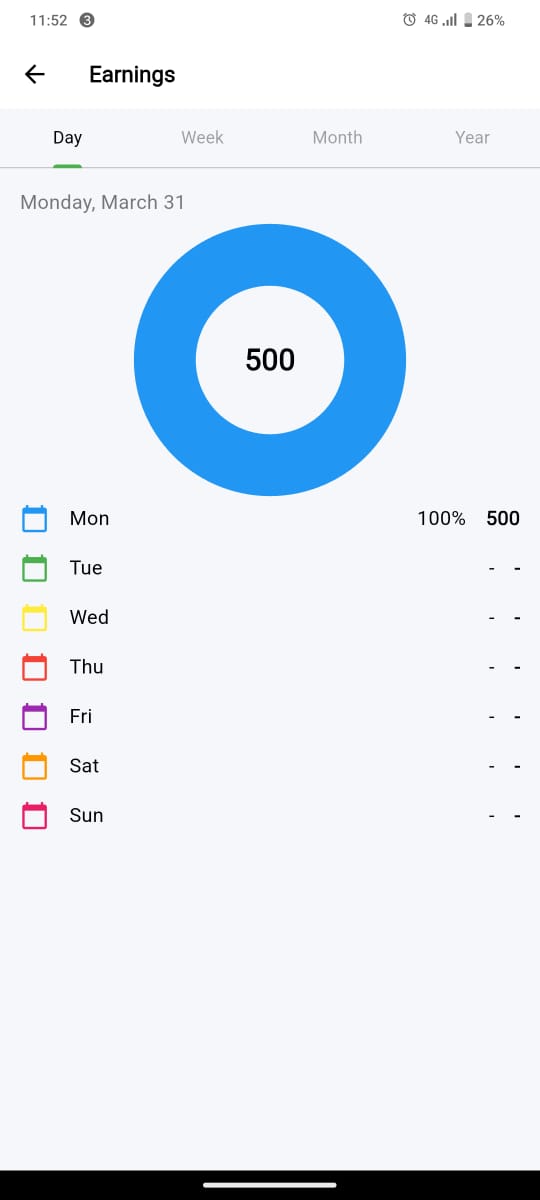 11:52 3 4G 26%
Earnings
Day Week Month Year
Monday, March 31
500
Mon 100% 500
Tue - -
Wed - -
Thu - -
Fri - -
Sat - -
Sun - -